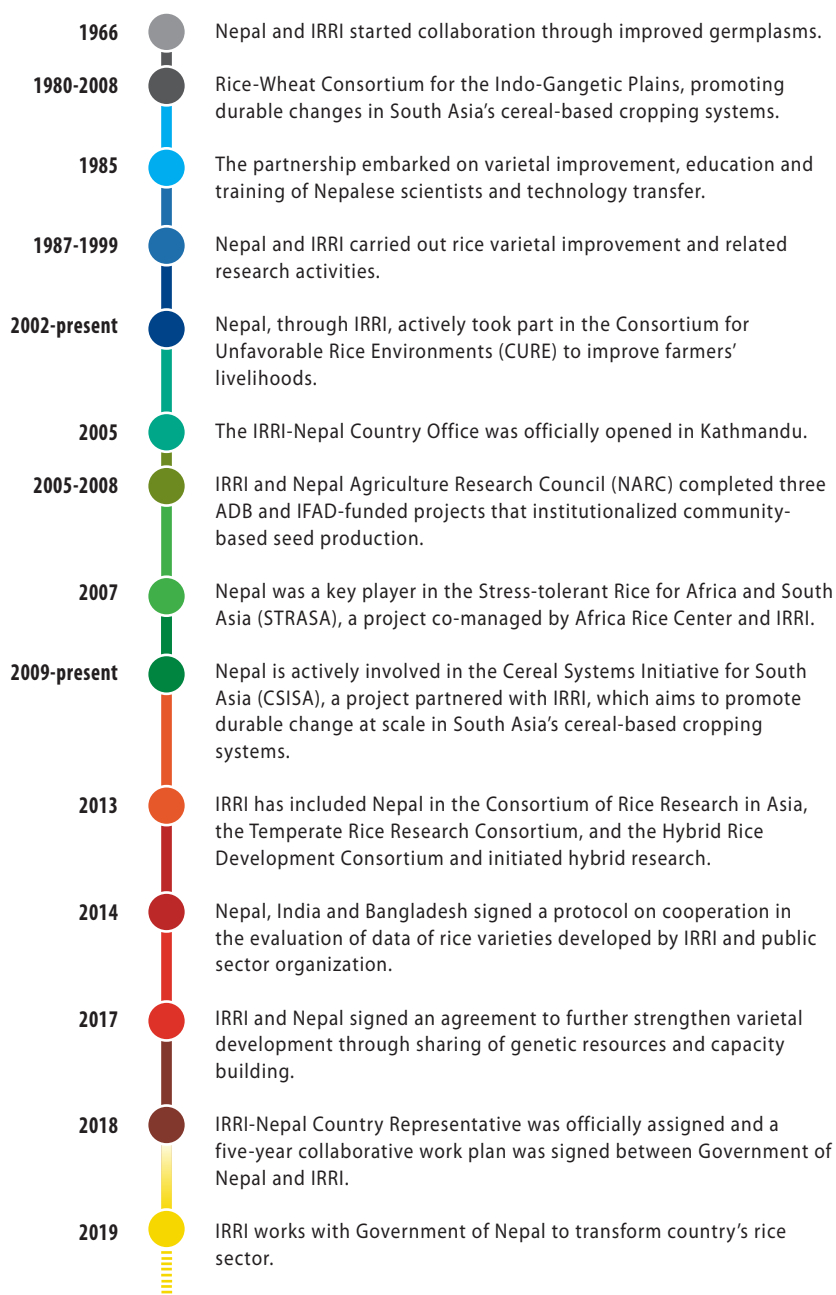 1966 Nepal and IRRI started collaboration through improved germplasms.
1980-2008 Rice-Wheat Consortium for the Indo-Gangetic Plains, promoting
durable changes in South Asia’s cereal-based cropping systems.
1985 The partnership embarked on varietal improvement, education and
training of Nepalese scientists and technology transfer.
1987-1999 Nepal and IRRI carried out rice varietal improvement and related
research activities.
2002-present Nepal, through IRRI, actively took part in the Consortium for
Unfavorable Rice Environments (CURE) to improve farmers’
livelihoods.
2005 The IRRI-Nepal Country Office was officially opened in Kathmandu.
2005-2008 IRRI and Nepal Agriculture Research Council (NARC) completed three
ADB and IFAD-funded projects that institutionalized community-
based seed production.
2007 Nepal was a key player in the Stress-tolerant Rice for Africa and South
Asia (STRASA), a project co-managed by Africa Rice Center and IRRI.
2009-present Nepal is actively involved in the Cereal Systems Initiative for South
Asia (CSISA), a project partnered with IRRI, which aims to promote
durable change at scale in South Asia’s cereal-based cropping
systems.
2013 IRRI has included Nepal in the Consortium of Rice Research in Asia,
the Temperate Rice Research Consortium, and the Hybrid Rice
Development Consortium and initiated hybrid research.
2014 Nepal, India and Bangladesh signed a protocol on cooperation in
the evaluation of data of rice varieties developed by IRRI and public
sector organization.
2017 IRRI and Nepal signed an agreement to further strengthen varietal
development through sharing of genetic resources and capacity
building.
2018 IRRI-Nepal Country Representative was officially assigned and a
five-year collaborative work plan was signed between Government of
Nepal and IRRI.
2019 IRRI works with Government of Nepal to transform country’s rice
sector.